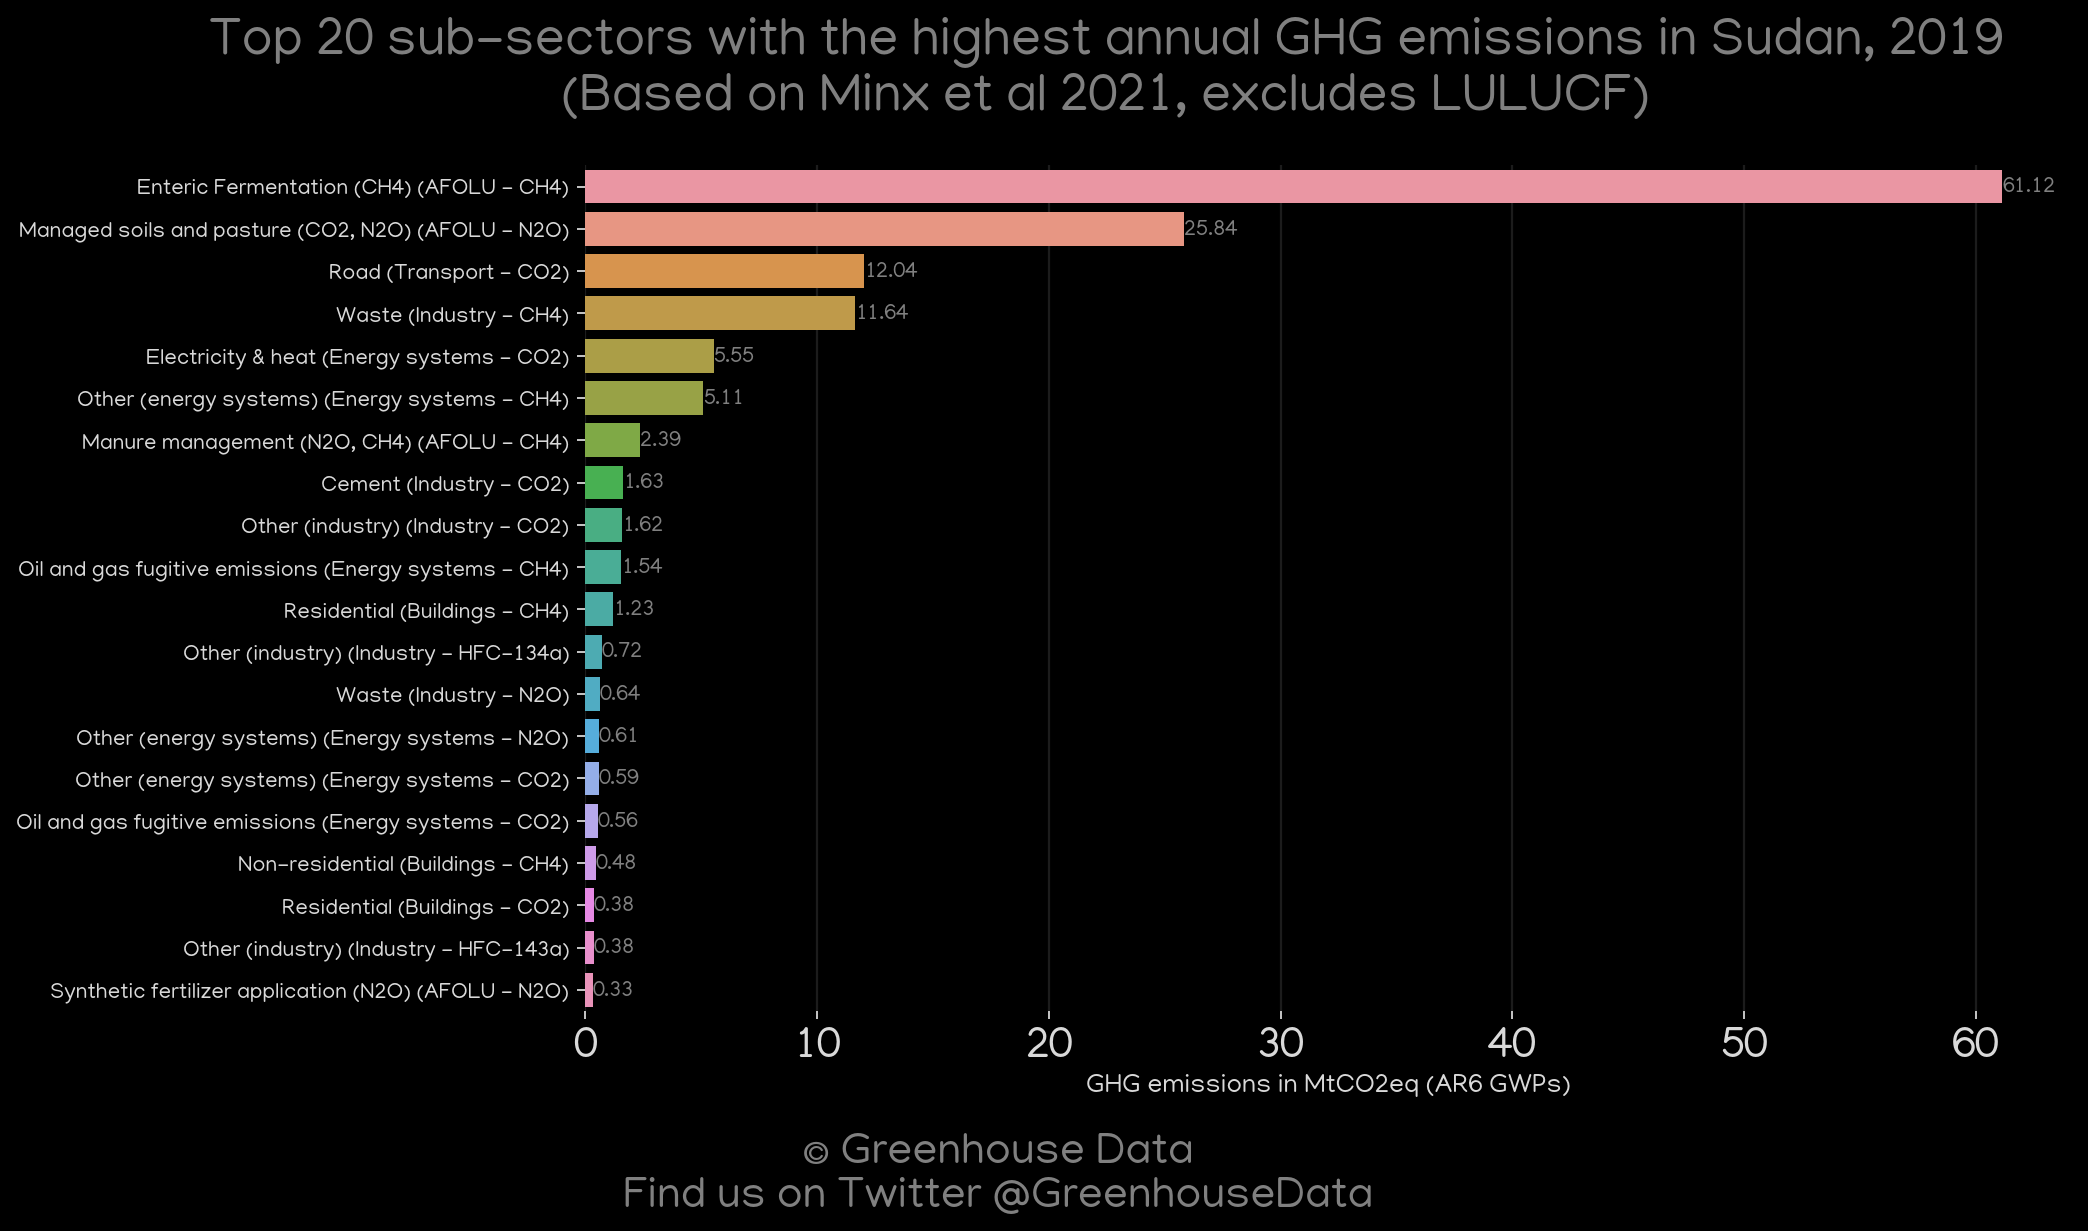 Top 20 sub-sectors with the highest annual GHG emissions in Sudan, 2019
(Based on Minx et al 2021, excludes LULUCF)
Enteric Fermentation (CH4) (AFOLU - CH4) 61.12
Managed soils and pasture (CO2, N2O) (AFOLU - N2O) 25.84
Road (Transport - CO2) 12.04
Waste (Industry - CH4) 11.64
Electricity & heat (Energy systems - CO2) 5.55
Other (energy systems) (Energy systems - CH4) 5.11
Manure management (N2O, CH4) (AFOLU - CH4) 2.39
Cement (Industry - CO2) 1.63
Other (industry) (Industry - CO2) 1.62
Oil and gas fugitive emissions (Energy systems - CH4) 1.54
Residential (Buildings - CH4) 1.23
Other (industry) (Industry - HFC-134a) 0.72
Waste (Industry - N2O) 0.64
Other (energy systems) (Energy systems - N2O) 0.61
Other (energy systems) (Energy systems - CO2) 0.59
Oil and gas fugitive emissions (Energy systems - CO2) 0.56
Non-residential (Buildings - CH4) 0.48
Residential (Buildings - CO2) 0.38
Other (industry) (Industry - HFC-143a) 0.38
Synthetic fertilizer application (N2O) (AFOLU - N2O) 0.33
0 10 20 30 40 50 60
GHG emissions in MtCO2eq (AR6 GWPs)
© Greenhouse Data
Find us on Twitter @GreenhouseData